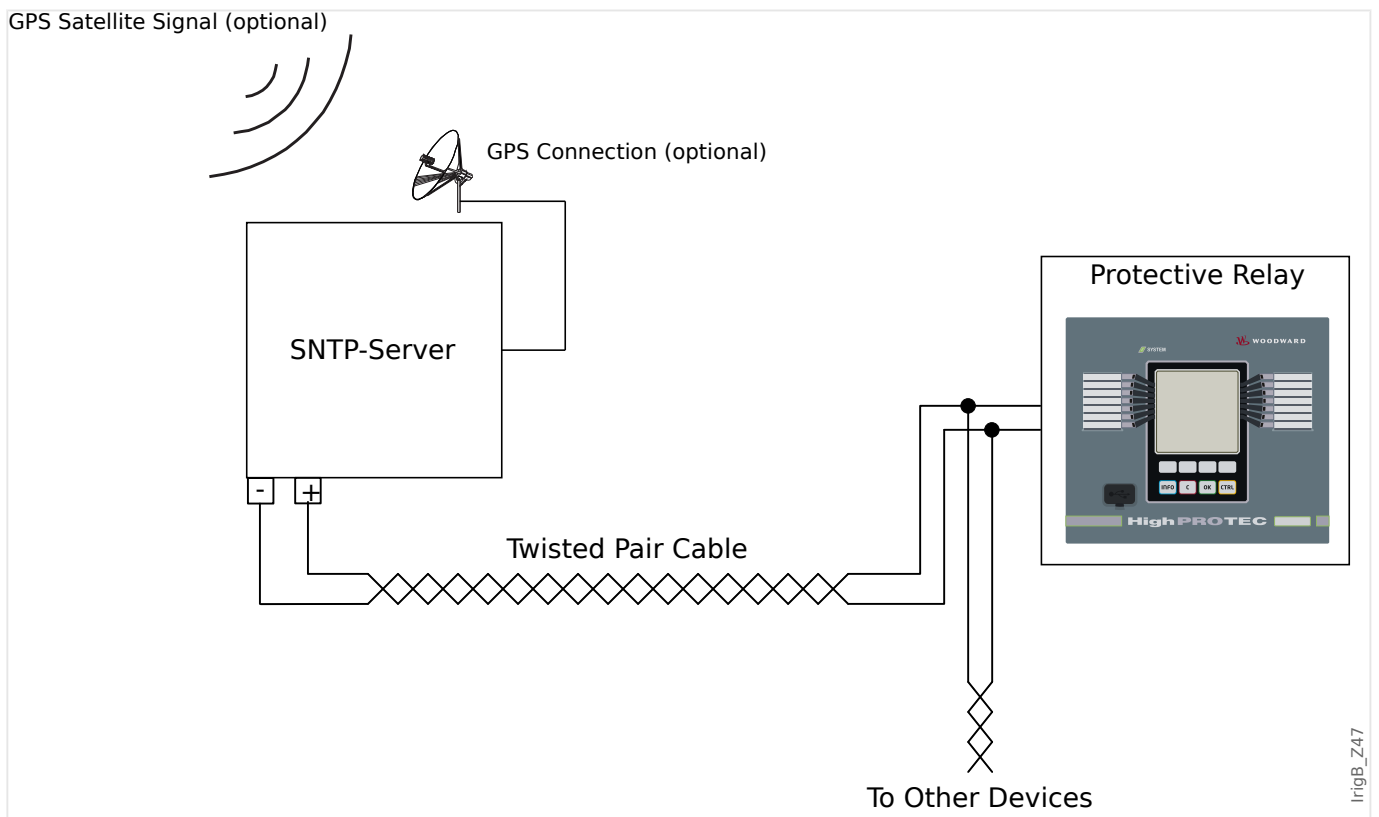 GPS Satellite Signal (optional)
GPS Connection (optional)
SNTP-Server
- +
Twisted Pair Cable
Protective Relay
WOODWARD
SYSTEM
INFO C OK CTRL
HighPROTEC
To Other Devices
IrigB_Z47